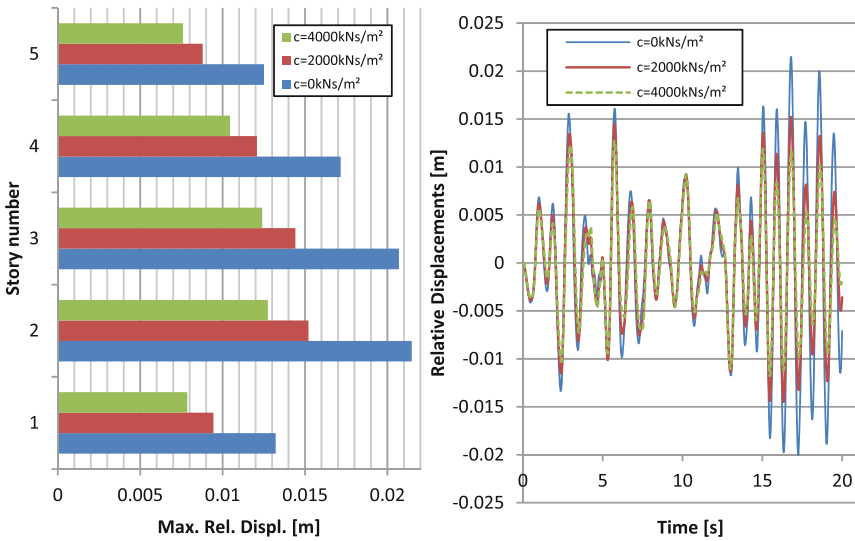 c=4000kNs/m²
c=2000kNs/m²
c=0kNs/m²
Story number
5
4
3
2
1
0
0.005
0.01
0.015
0.02
Max. Rel. Displ. [m]
c=0kNs/m²
c=2000kNs/m²
c=4000kNs/m²
Relative Displacements [m]
0.025
0.02
0.015
0.01
0.005
0
-0.005
-0.01
-0.015
-0.02
-0.025
0
5
10
15
20
Time [s]